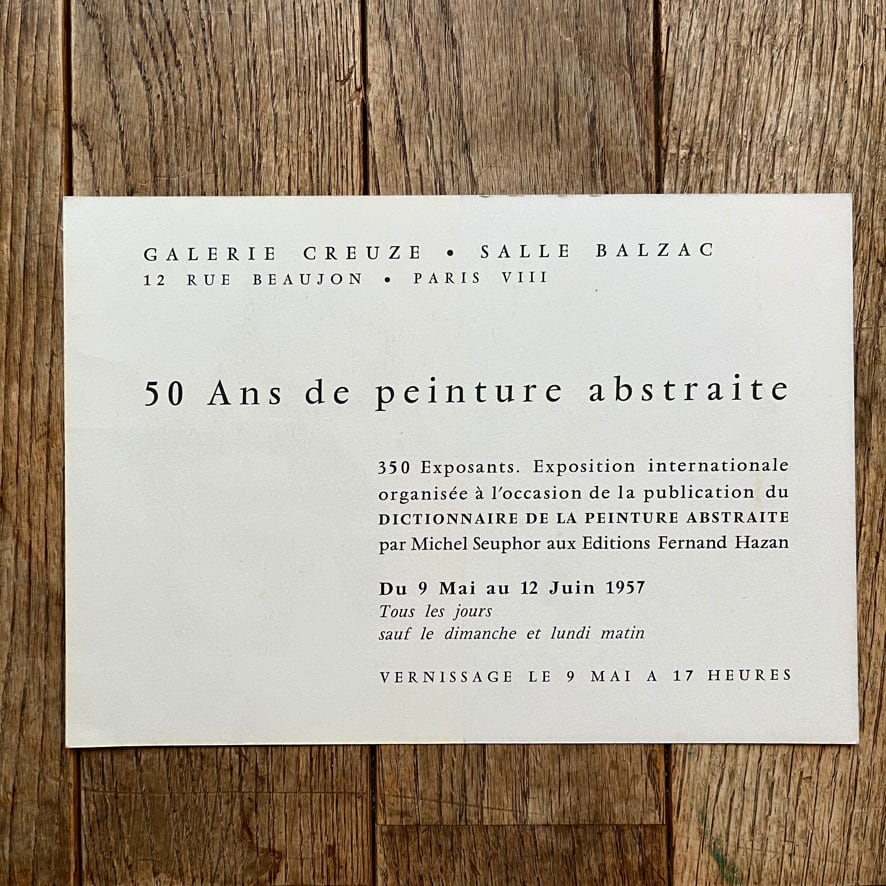 GALERIE CREUZE • SALLE BALZAC
12 RUE BEAUJON • PARIS VIII
50 Ans de peinture abstraite
350 Exposants. Exposition internationale
organisée à l'occasion de la publication du
DICTIONNAIRE DE LA PEINTURE ABSTRAITE
par Michel Seuphor aux Editions Fernand Hazan
Du 9 Mai au 12 Juin 1957
Tous les jours
sauf le dimanche et lundi matin
VERNISSAGE LE 9 MAI A 17 HEURES